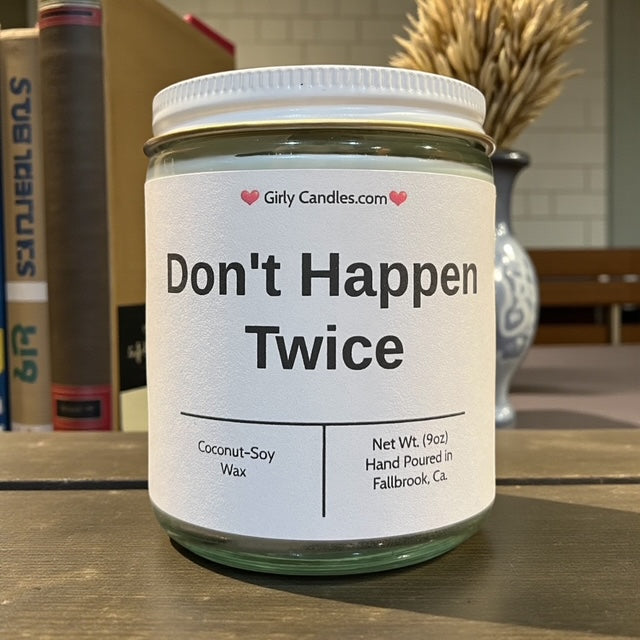 ❤️ Girly Candles.com ❤️
Don't Happen
Twice
Coconut-Soy
Wax
Net Wt. (9oz)
Hand Poured in
Fallbrook, Ca.